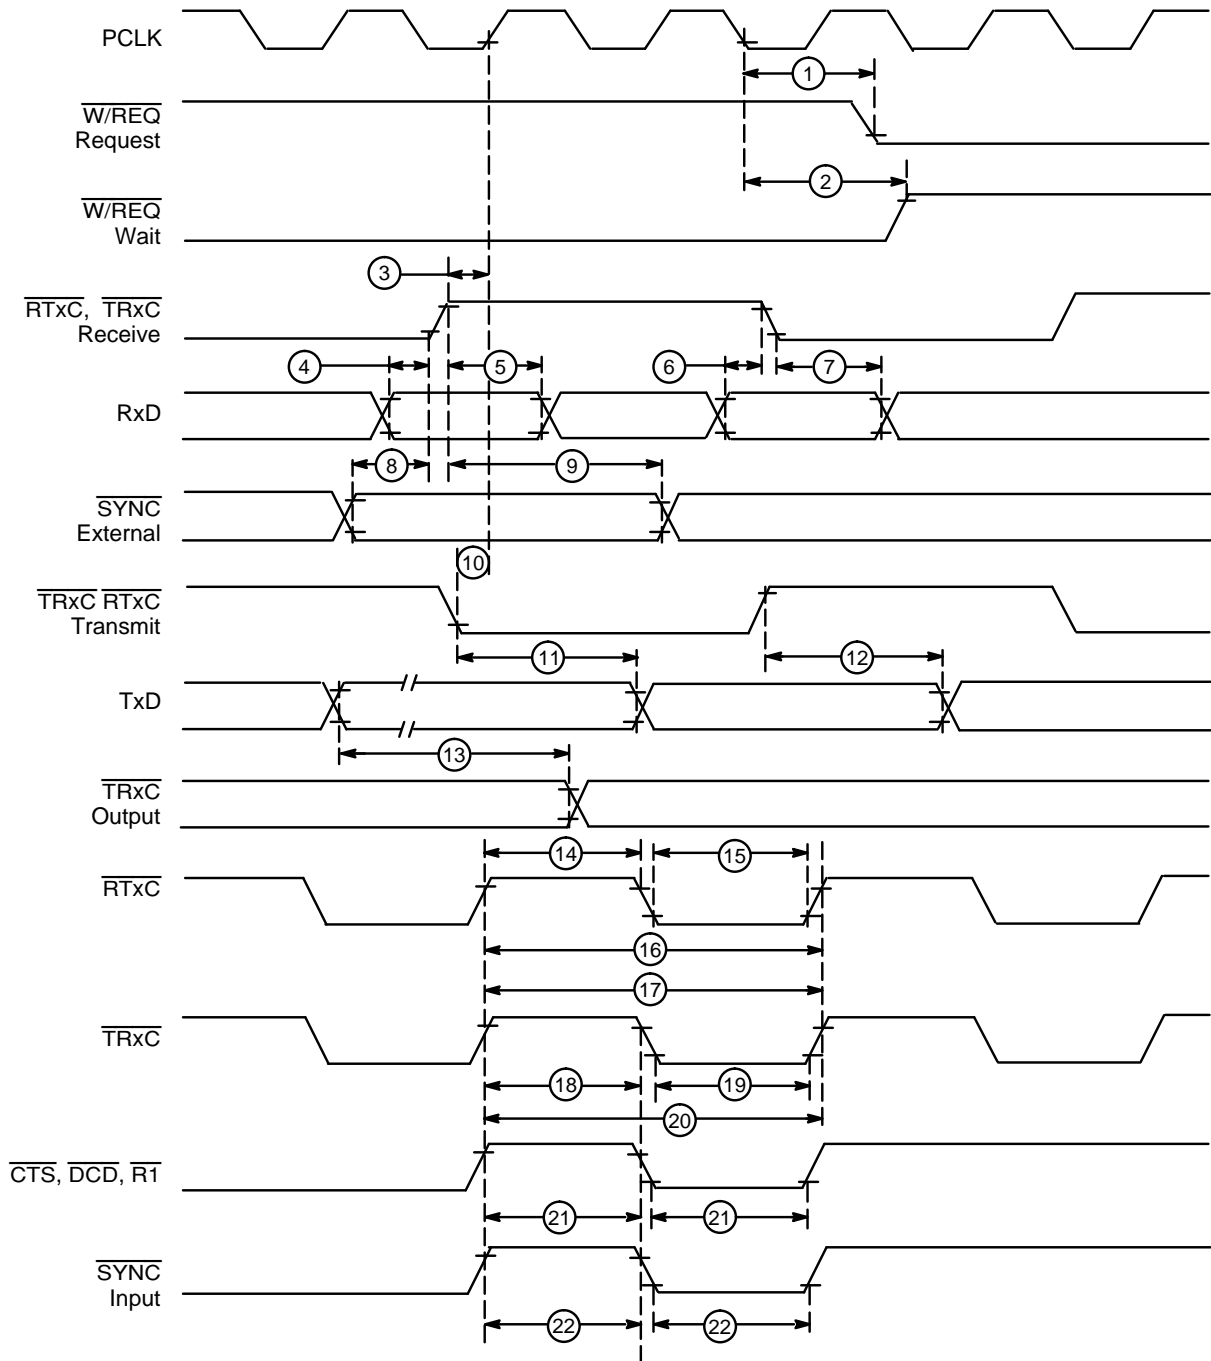 PCLK
1
W/REQ
Request
2
W/REQ
Wait
3
RTxC, TRxC
Receive
4
5
6
7
RxD
8
9
SYNC
External
10
TRxC RTxC
Transmit
11
12
TxD
13
TRxC
Output
14
15
RTxC
16
17
TRxC
18
19
20
CTS, DCD, R1
21
21
SYNC
Input
22
22